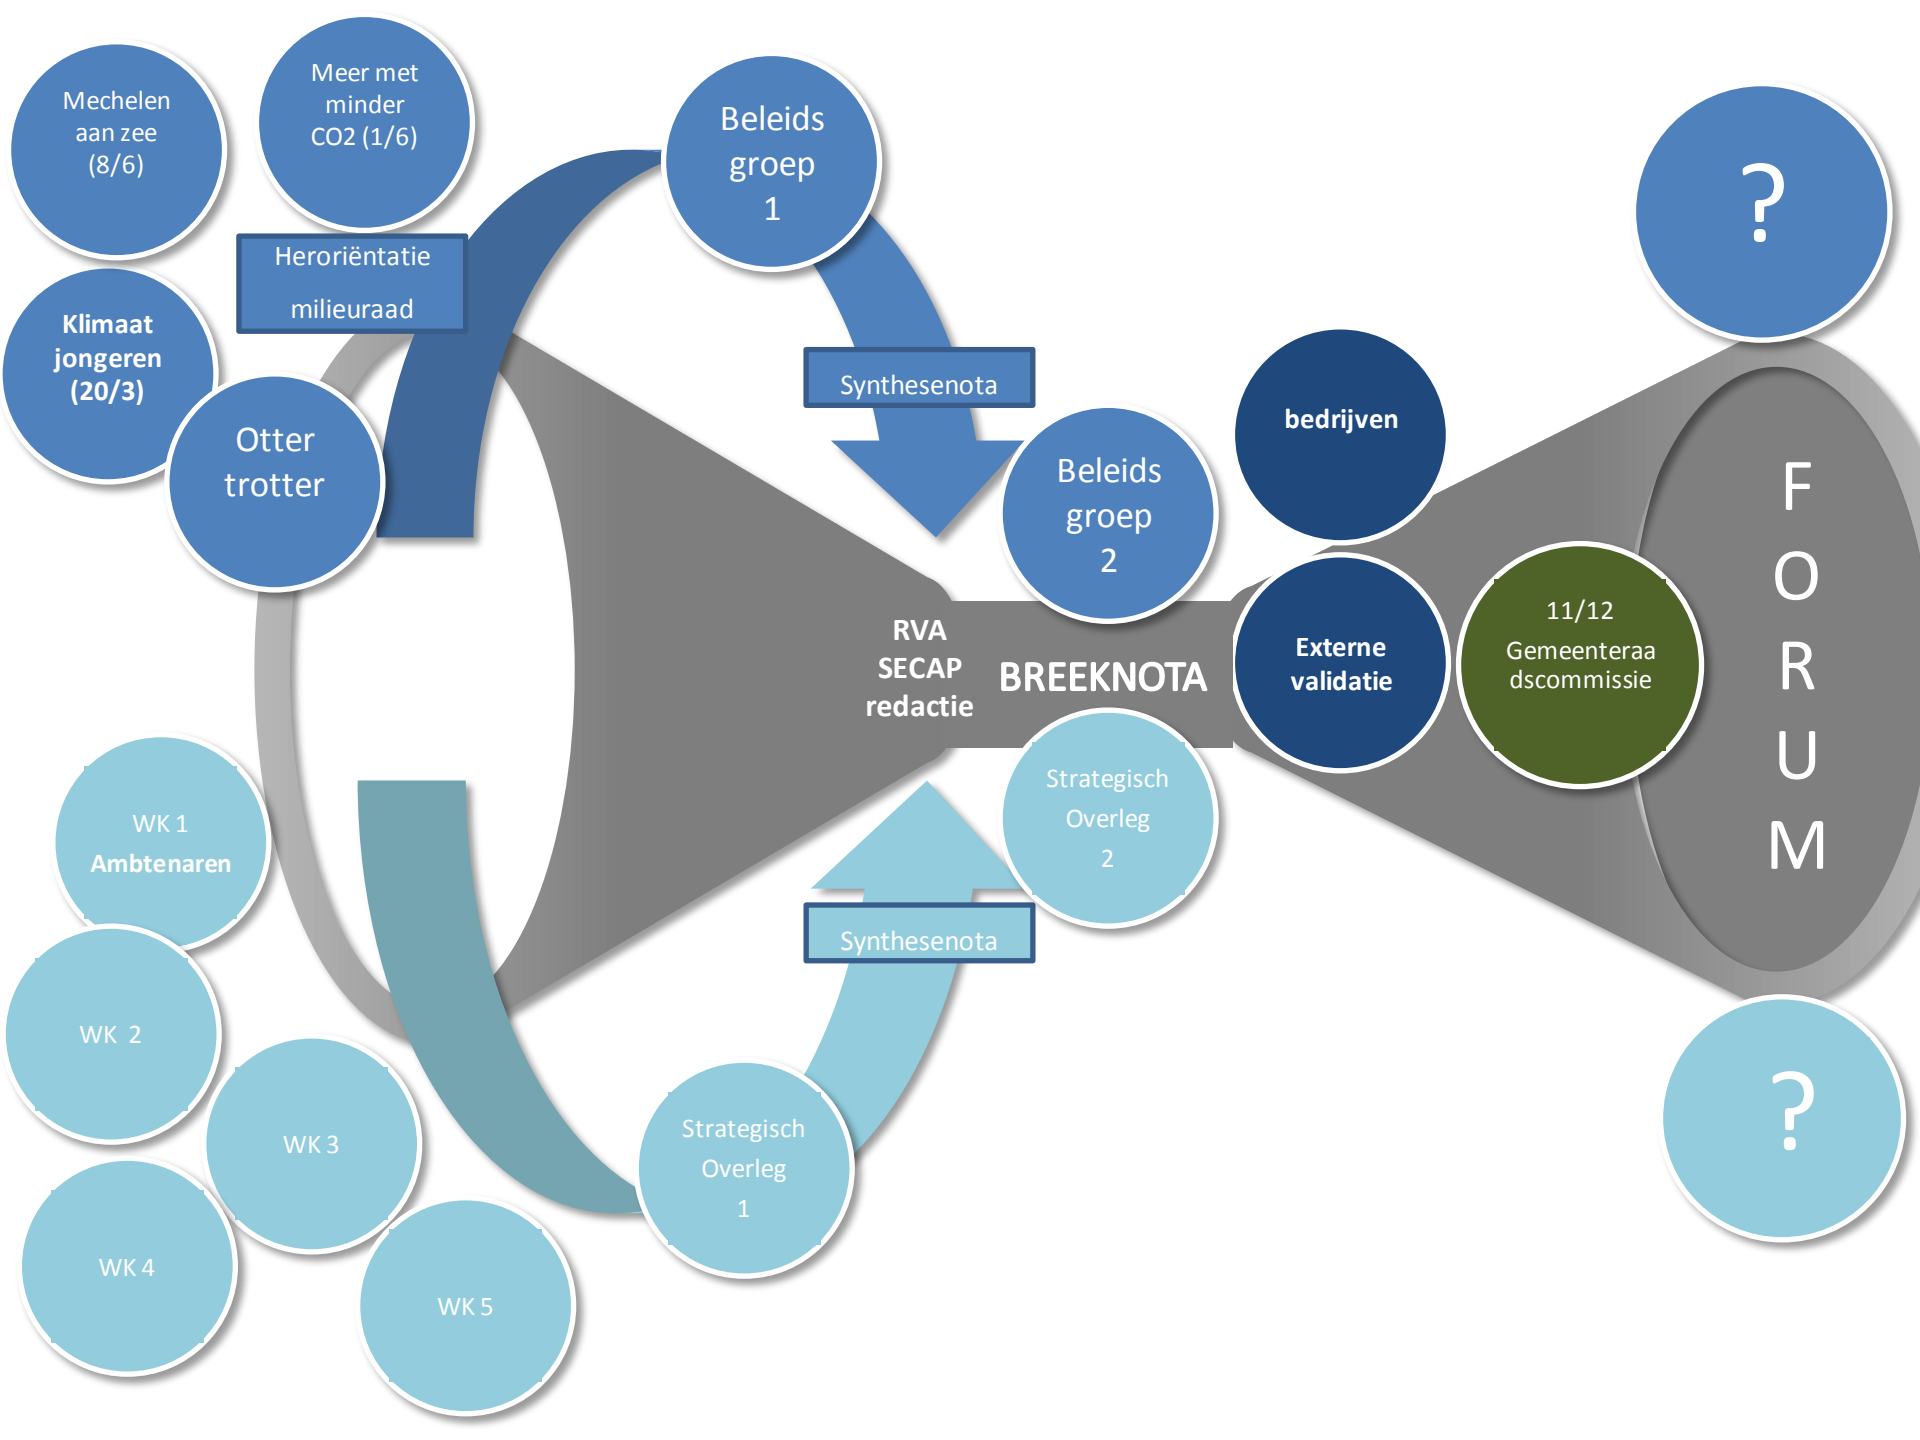 Mechelen
aan zee
(8/6)
Meer met
minder
CO2 (1/6)
Heroriëntatie
milieuraad
Klimaat
jongeren
(20/3)
Otter
trotter
Beleids
groep
1
Synthesenota
Beleids
groep
2
bedrijven
?
RVA
SECAP
redactie
BREEKNOTA
Externe
validatie
11/12
Gemeenteraa
dscommissie
F
O
R
U
M
WK 1
Ambtenaren
WK 2
WK 3
WK 4
WK 5
Strategisch
Overleg
1
Synthesenota
Strategisch
Overleg
2
?